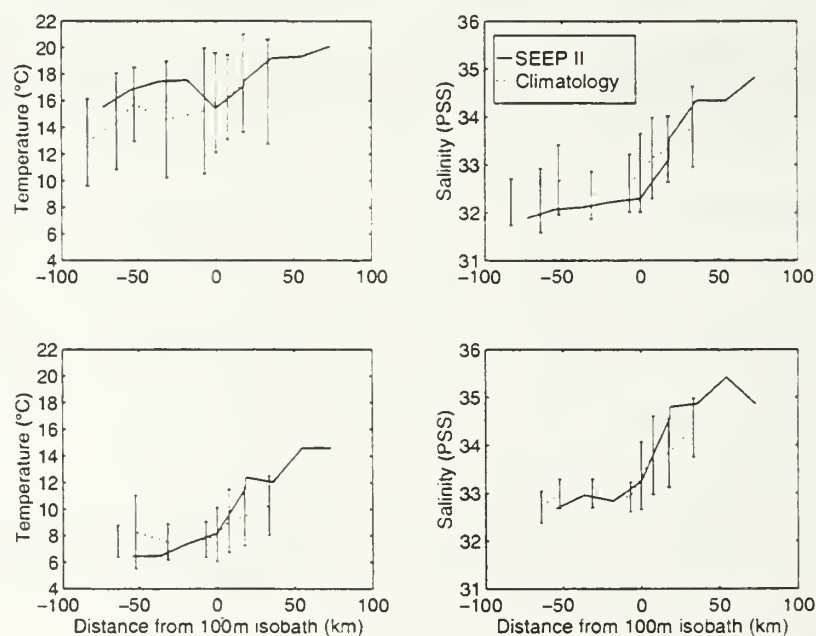 22
20
18
16
14
12
10
8
6
4
Temperature (°C)
−100 −50 0 50 100
36
35
34
33
32
31
Salinity (PSS)
SEEP II
Climatology
−100 −50 0 50 100
22
20
18
16
14
12
10
8
6
4
Temperature (°C)
−100 −50 0 50 100
Distance from 100m isobath (km)
36
35
34
33
32
31
Salinity (PSS)
−100 −50 0 50 100
Distance from 100m isobath (km)